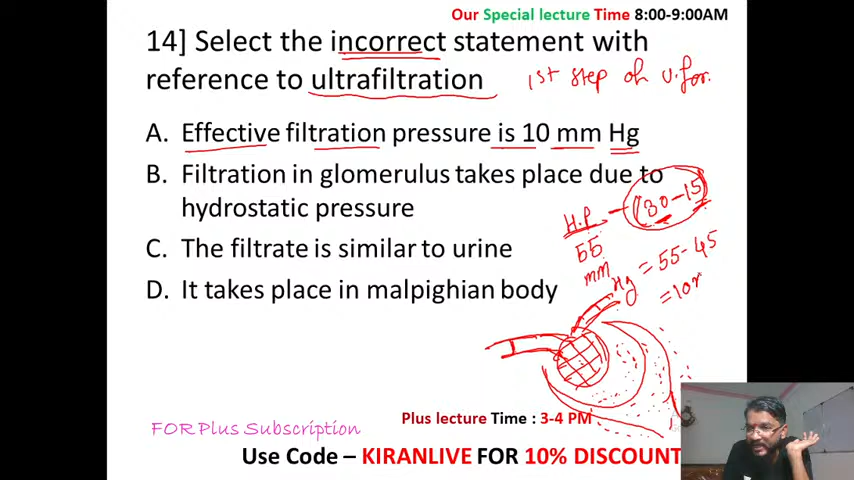 Our Special lecture Time 8:00-9:00AM
14] Select the incorrect statement with
reference to ultrafiltration
1st step of U.for.
A. Effective filtration pressure is 10 mm Hg
B. Filtration in glomerulus takes place due to
hydrostatic pressure
C. The filtrate is similar to urine
D. It takes place in malpighian body
H.P - (30-15)
55
mm Hg
= 55-45
=10
Plus lecture Time : 3-4 PM
FOR Plus Subscription
Use Code – KIRANLIVE FOR 10% DISCOUNT